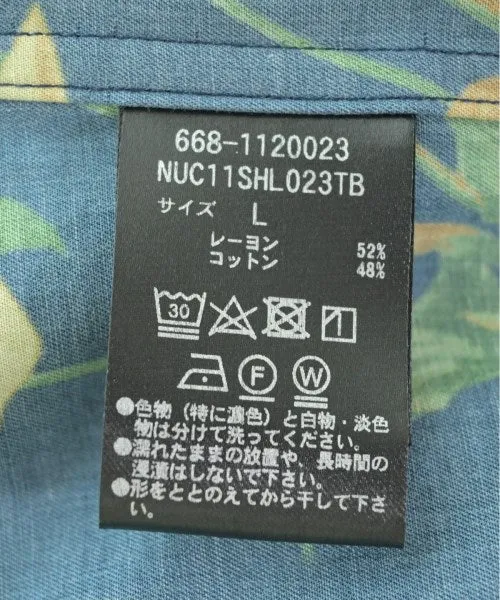 668-1120023
NUC11SHL023TB
サイズ L
レーヨン 52%
コットン 48%
30
F W
●色物(特に濃色)と白物・淡色
物は分けて洗ってください。
●濡れたままの放置や、長時間の
浸漬はしないで下さい。
●形をととのえてから干して下さ
い。